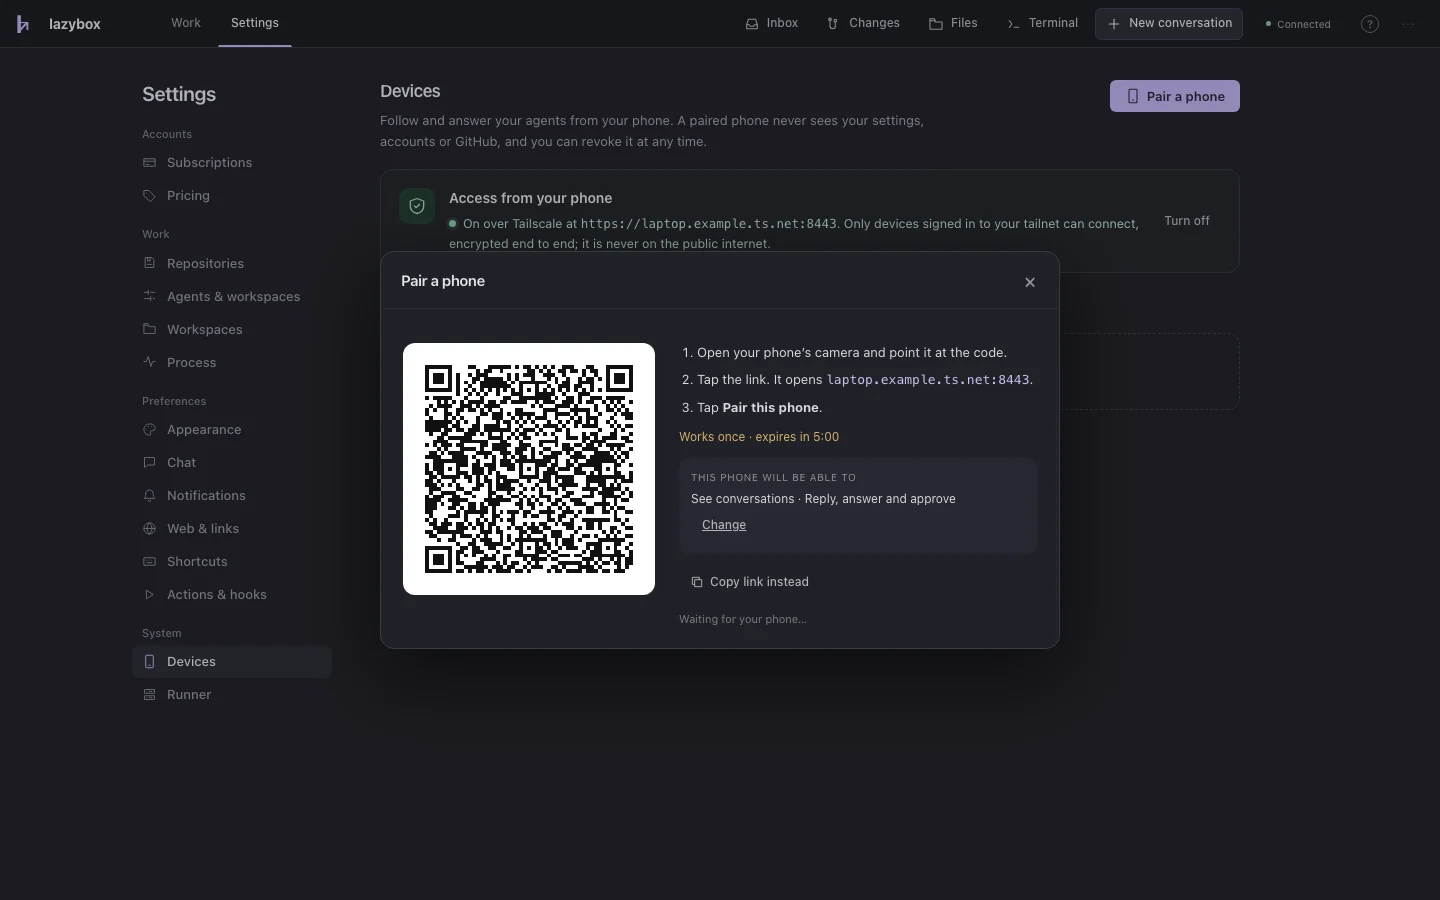 lazybox
Work
Settings
Inbox
Changes
Files
Terminal
New conversation
Connected
?
Settings
Accounts
Subscriptions
Pricing
Work
Repositories
Agents & workspaces
Workspaces
Process
Preferences
Appearance
Chat
Notifications
Web & links
Shortcuts
Actions & hooks
System
Devices
Runner
Devices
Pair a phone
Follow and answer your agents from your phone. A paired phone never sees your settings,
accounts or GitHub, and you can revoke it at any time.
Access from your phone
On over Tailscale at https://laptop.example.ts.net:8443. Only devices signed in to your tailnet can connect,
encrypted end to end; it is never on the public internet.
Turn off
Pair a phone
1. Open your phone's camera and point it at the code.
2. Tap the link. It opens laptop.example.ts.net:8443.
3. Tap Pair this phone.
Works once · expires in 5:00
THIS PHONE WILL BE ABLE TO
See conversations · Reply, answer and approve
Change
Copy link instead
Waiting for your phone...